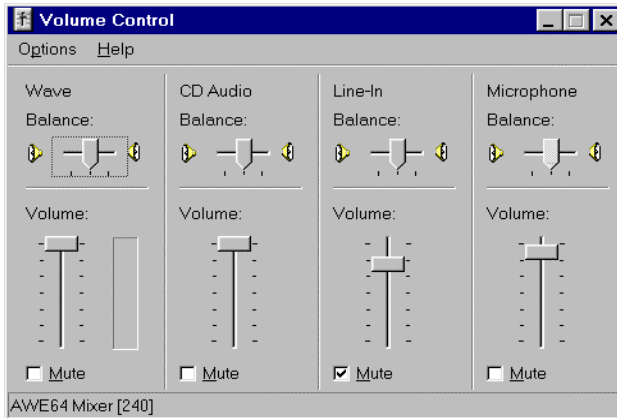 Volume Control
Options Help
Wave CD Audio Line-In Microphone
Balance: Balance: Balance: Balance:
Volume: Volume: Volume: Volume:
Mute Mute Mute Mute
AWE64 Mixer [240]